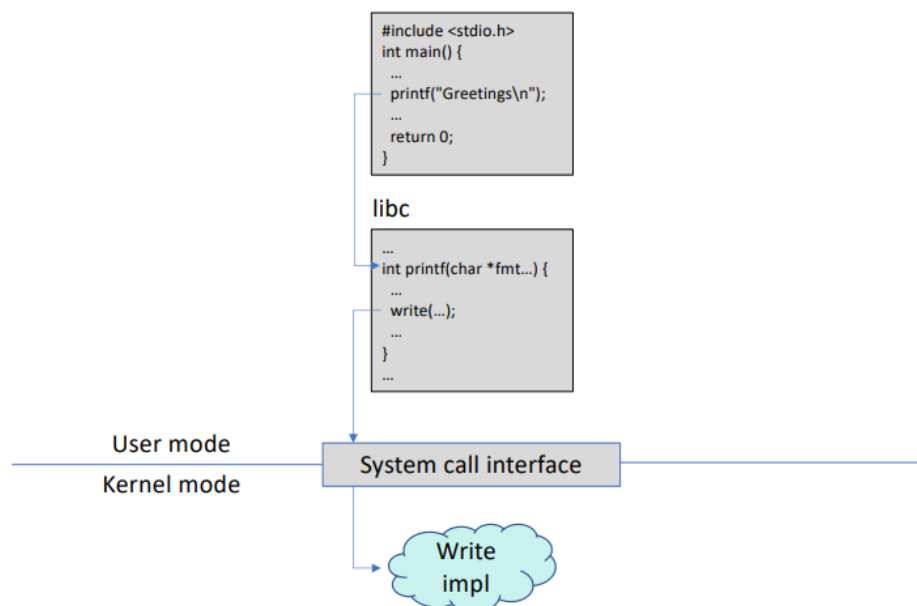 #include <stdio.h>
int main() {
…
printf("Greetings\n");
…
return 0;
}
libc
…
int printf(char *fmt…) {
…
write(…);
…
}
…
User mode
System call interface
Kernel mode
Write
impl